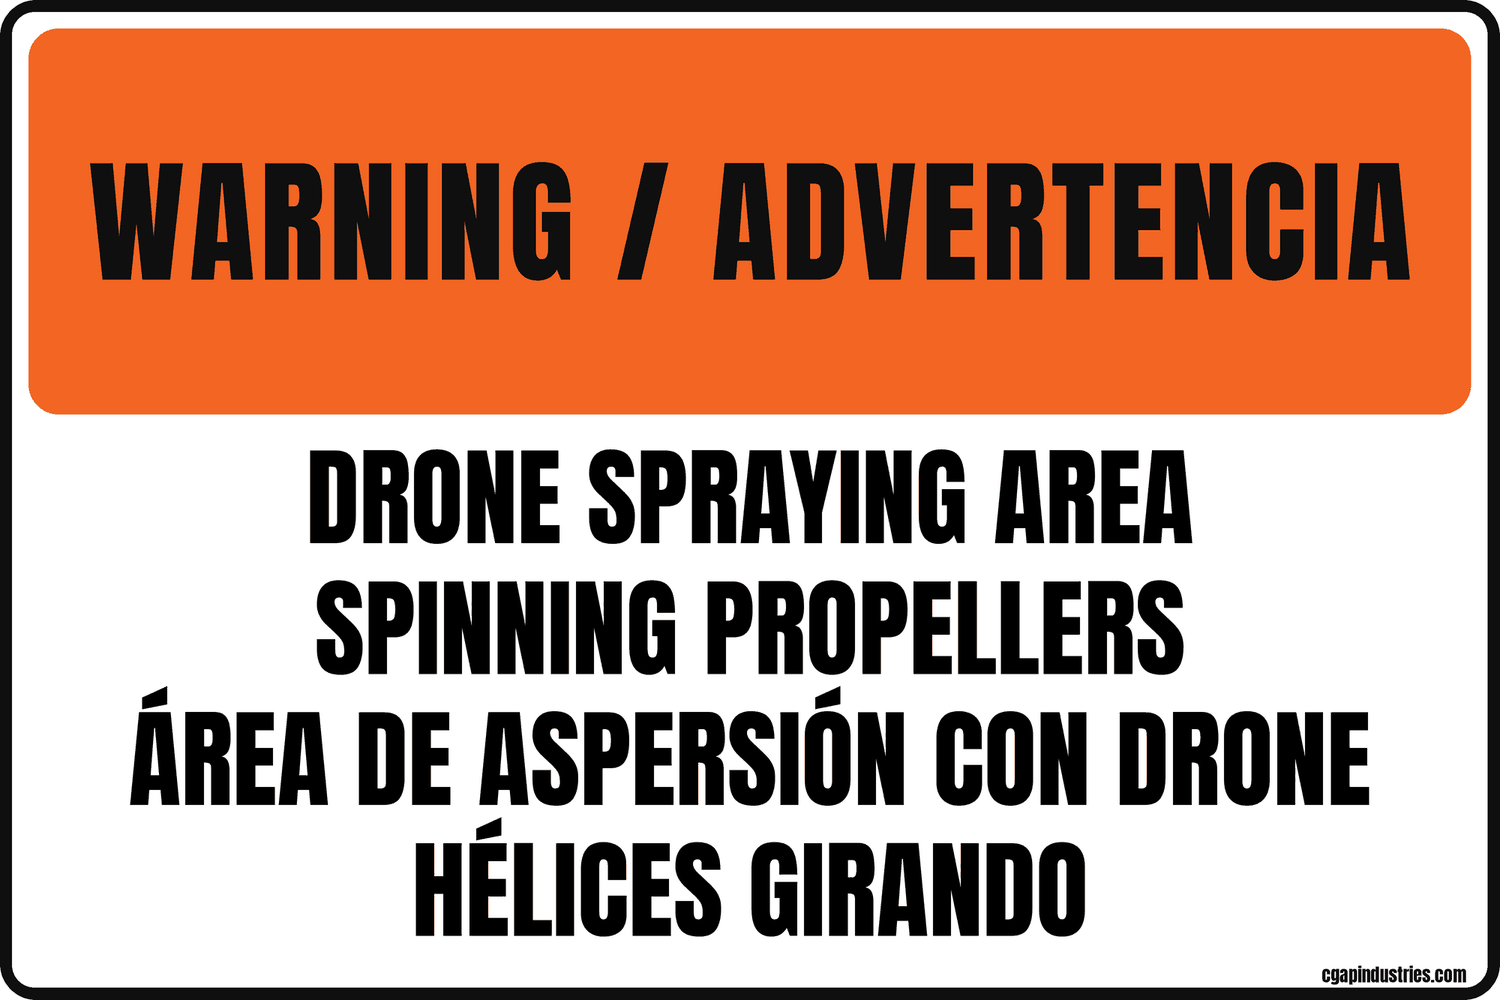 WARNING / ADVERTENCIA
DRONE SPRAYING AREA
SPINNING PROPELLERS
ÁREA DE ASPERSIÓN CON DRONE
HÉLICES GIRANDO
cgapindustries.com